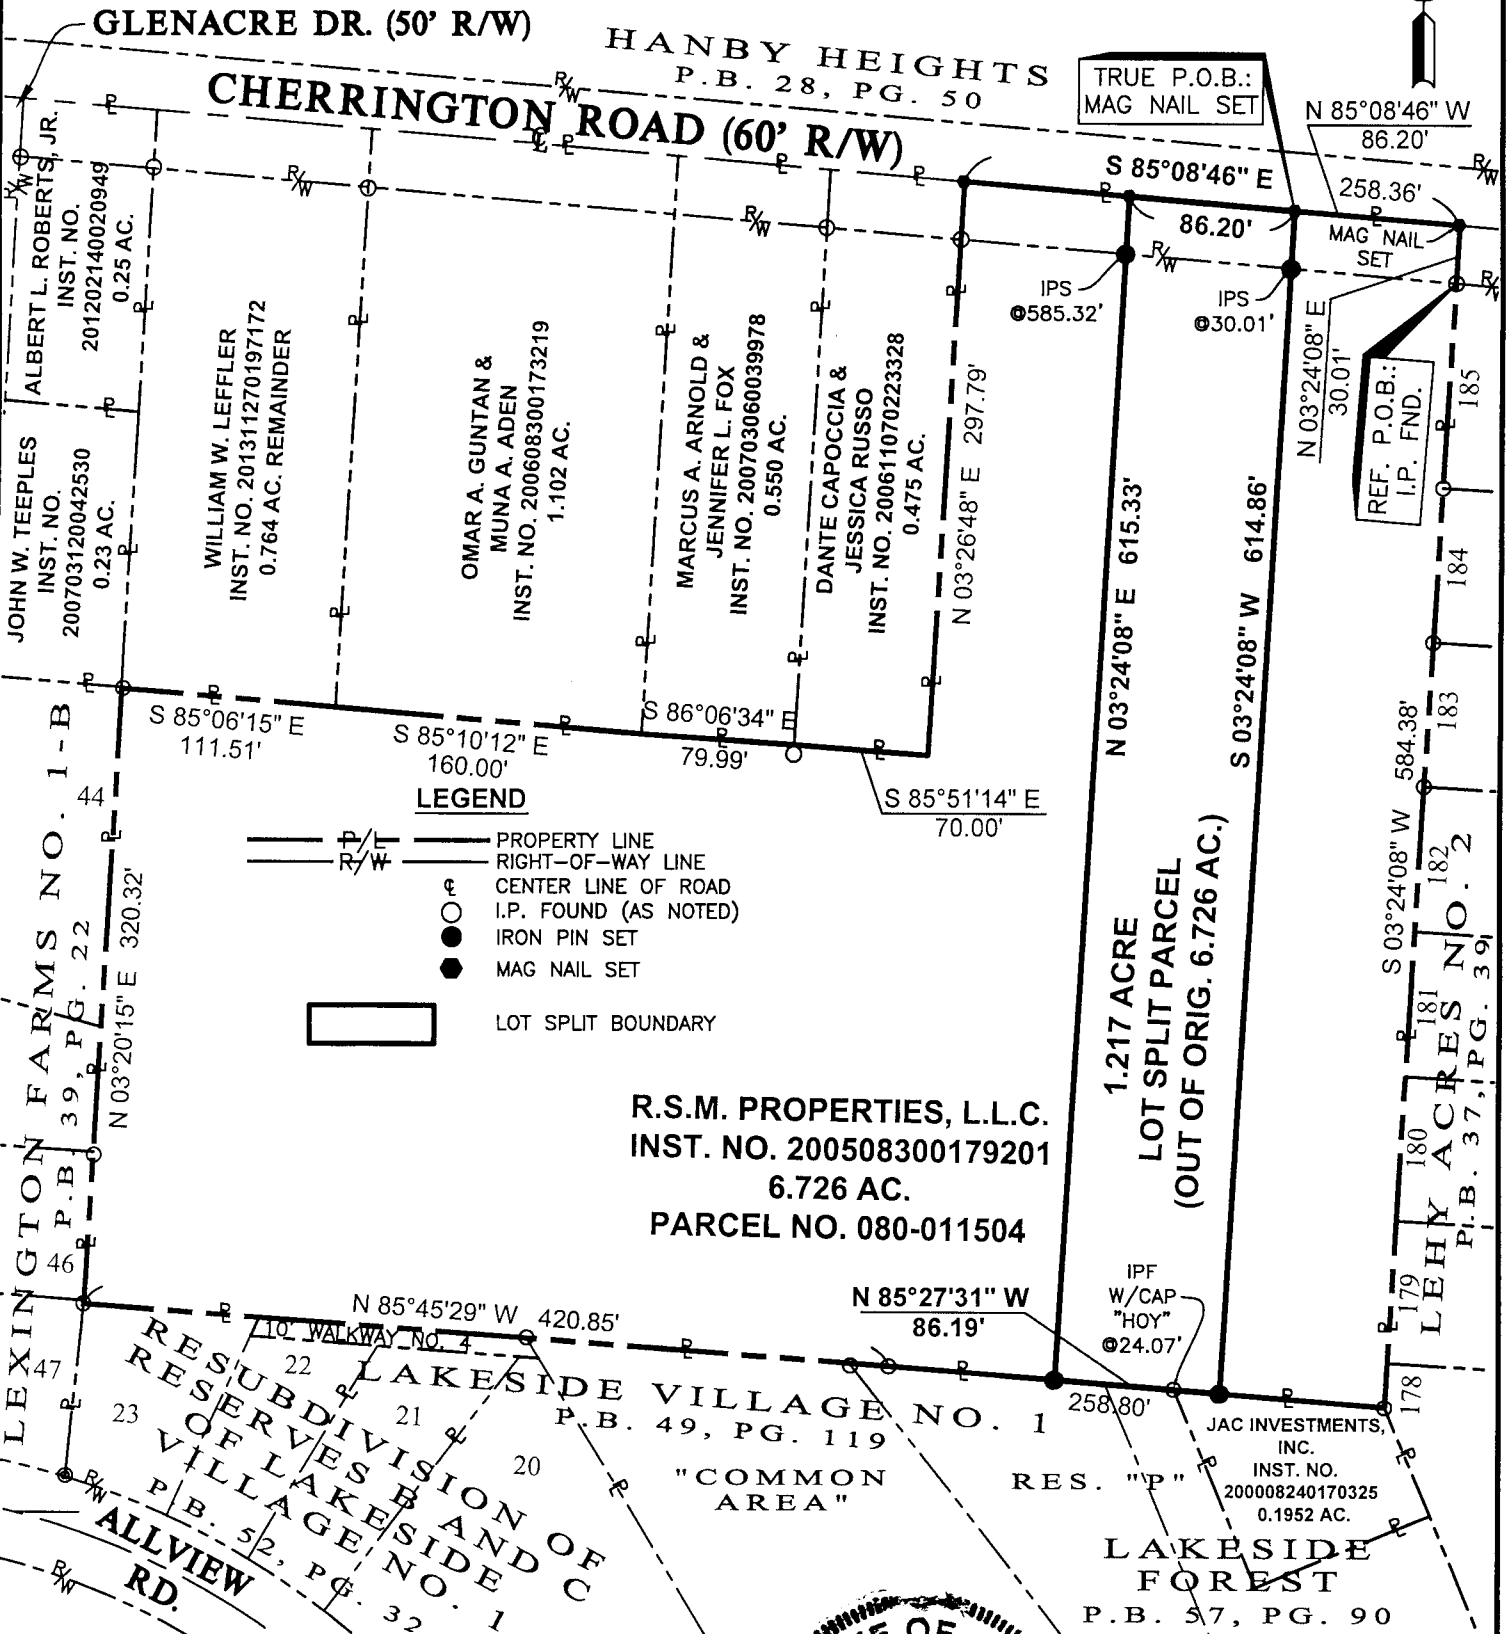 GLENACRE DR. (50' R/W)
HANBY HEIGHTS
P.B. 28, PG. 50
CHERRINGTON ROAD (60' R/W)
TRUE P.O.B.:
MAG NAIL SET
N 85°08'46" W
86.20'
S 85°08'46" E
86.20'
258.36'
MAG NAIL
SET
IPS
@585.32'
IPS
@30.01'
N 03°24'08" E
30.01'
REF. P.O.B.:
I.P. FND.
ALBERT L. ROBERTS, JR.
INST. NO.
201202140020949
0.25 AC.
JOHN W. TEEPLES
INST. NO.
200703120042530
0.23 AC.
WILLIAM W. LEFFLER
INST. NO. 201311270197172
0.764 AC. REMAINDER
OMAR A. GUNTAN &
MUNA A. ADEN
INST. NO. 200608300173219
1.102 AC.
MARCUS A. ARNOLD &
JENNIFER L. FOX
INST. NO. 200703060039978
0.550 AC.
DANTE CAPOCCIA &
JESSICA RUSSO
INST. NO. 200611070223328
0.475 AC.
N 03°26'48" E 297.79'
N 03°24'08" E 615.33'
S 03°24'08" W 614.86'
S 03°24'08" W 584.38'
185
184
183
182
181
180
179
178
LEHY ACRES NO. 2
P.B. 37, PG. 39
S 85°06'15" E
111.51'
S 85°10'12" E
160.00'
S 86°06'34" E
79.99'
S 85°51'14" E
70.00'
LEGEND
P/L PROPERTY LINE
R/W RIGHT-OF-WAY LINE
℄ CENTER LINE OF ROAD
I.P. FOUND (AS NOTED)
IRON PIN SET
MAG NAIL SET
LOT SPLIT BOUNDARY
LEXINGTON FARMS NO. 1-B
P.B. 39, PG. 22
44
46
47
N 03°20'15" E 320.32'
1.217 ACRE
LOT SPLIT PARCEL
(OUT OF ORIG. 6.726 AC.)
R.S.M. PROPERTIES, L.L.C.
INST. NO. 200508300179201
6.726 AC.
PARCEL NO. 080-011504
N 85°27'31" W
86.19'
IPF
W/CAP
"HOY"
@24.07'
258.80'
N 85°45'29" W 420.85'
10' WALKWAY NO. 4
22
23
21
20
RESUBDIVISION OF
RESERVES B AND C
OF LAKESIDE
VILLAGE NO. 1
P.B. 52, PG. 32
LAKESIDE VILLAGE NO. 1
P.B. 49, PG. 119
"COMMON
AREA"
RES. "P"
JAC INVESTMENTS,
INC.
INST. NO.
200008240170325
0.1952 AC.
LAKESIDE
FOREST
P.B. 57, PG. 90
ALLVIEW
RD.
OF